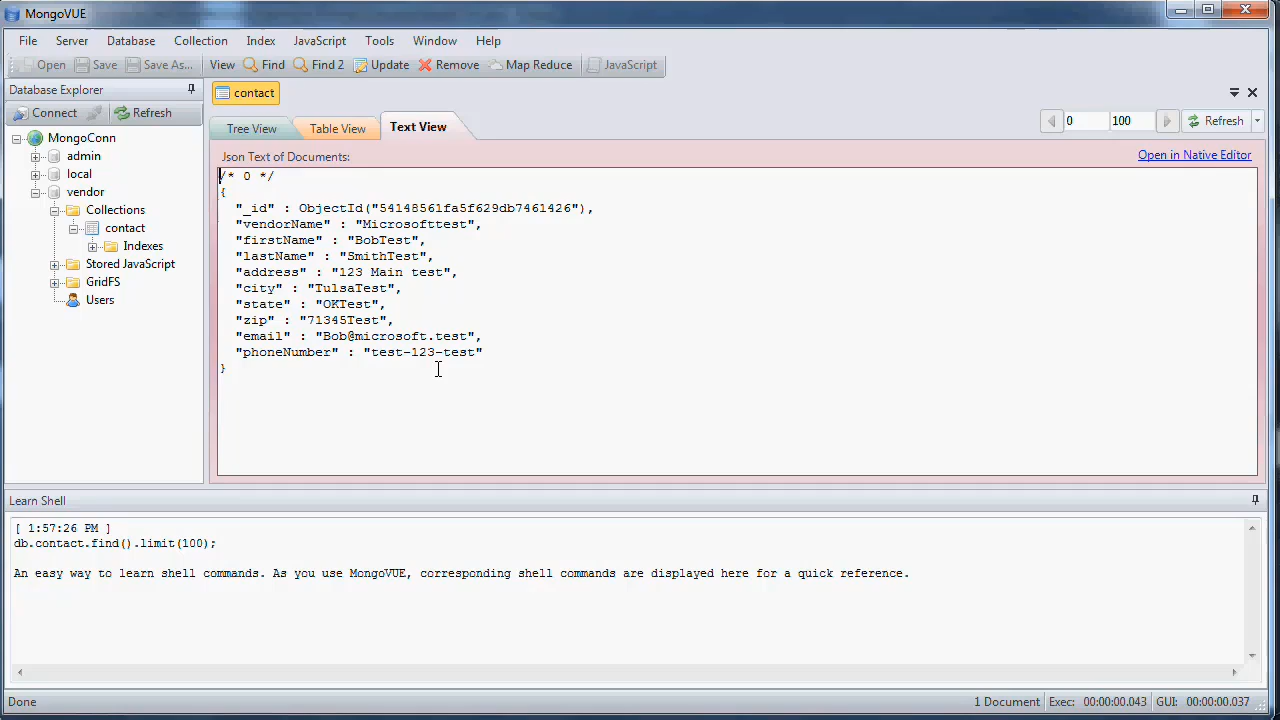 MongoVUE
File Server Database Collection Index JavaScript Tools Window Help
Open Save Save As... View Find Find 2 Update Remove Map Reduce JavaScript
Database Explorer
Connect Refresh
MongoConn
admin
local
vendor
Collections
contact
Indexes
Stored JavaScript
GridFS
Users
contact
Tree View Table View Text View
0 100 Refresh
Json Text of Documents:
Open in Native Editor
/* 0 */
{
"_id" : ObjectId("54148561fa5f629db7461426"),
"vendorName" : "Microsofttest",
"firstName" : "BobTest",
"lastName" : "SmithTest",
"address" : "123 Main test",
"city" : "TulsaTest",
"state" : "OKTest",
"zip" : "71345Test",
"email" : "Bob@microsoft.test",
"phoneNumber" : "test-123-test"
}
Learn Shell
[ 1:57:26 PM ]
db.contact.find().limit(100);
An easy way to learn shell commands. As you use MongoVUE, corresponding shell commands are displayed here for a quick reference.
Done
1 Document Exec: 00:00:00.043 GUI: 00:00:00.037